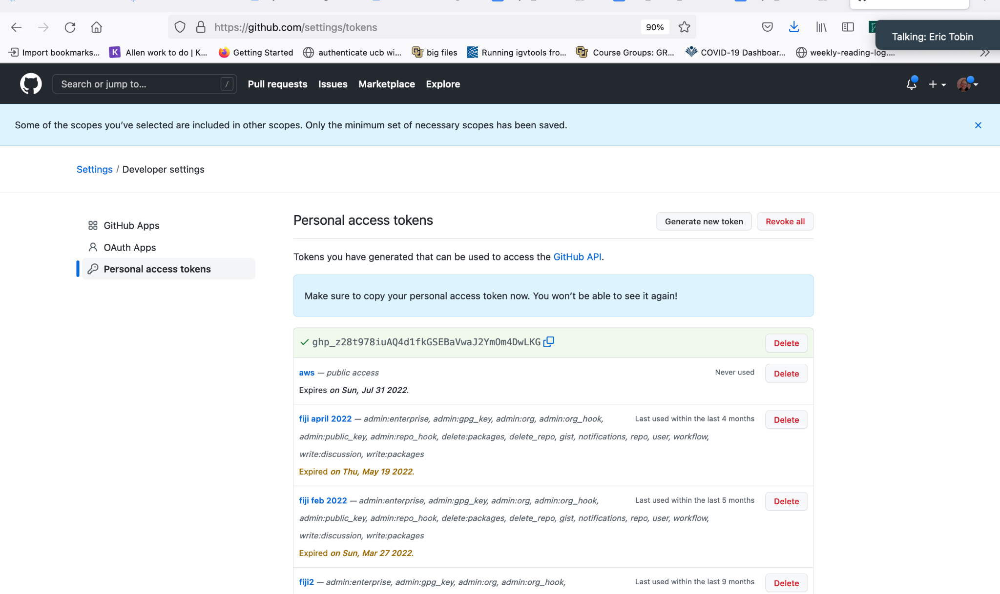 https://github.com/settings/tokens
90%
Talking: Eric Tobin
Import bookmarks... Allen work to do | K... Getting Started authenticate ucb wi... big files Running igvtools fro... Course Groups: GR... COVID-19 Dashboar... weekly-reading-log....
Search or jump to... / Pull requests Issues Marketplace Explore
Some of the scopes you’ve selected are included in other scopes. Only the minimum set of necessary scopes has been saved.
Settings / Developer settings
GitHub Apps
OAuth Apps
Personal access tokens
Personal access tokens
Generate new token Revoke all
Tokens you have generated that can be used to access the GitHub API.
Make sure to copy your personal access token now. You won’t be able to see it again!
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 Delete
aws — public access Never used Delete
Expires on Sun, Jul 31 2022.
fiji april 2022 — admin:enterprise, admin:gpg_key, admin:org, admin:org_hook, Last used within the last 4 months Delete
admin:public_key, admin:repo_hook, delete:packages, delete_repo, gist, notifications, repo, user, workflow,
write:discussion, write:packages
Expired on Thu, May 19 2022.
fiji feb 2022 — admin:enterprise, admin:gpg_key, admin:org, admin:org_hook, Last used within the last 5 months Delete
admin:public_key, admin:repo_hook, delete:packages, delete_repo, gist, notifications, repo, user, workflow,
write:discussion, write:packages
Expired on Sun, Mar 27 2022.
fiji2 — admin:enterprise, admin:gpg_key, admin:org, admin:org_hook, Last used within the last 9 months Delete